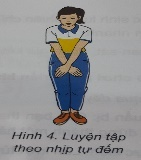 Hình 4. Luyện tập
theo nhịp tự đếm